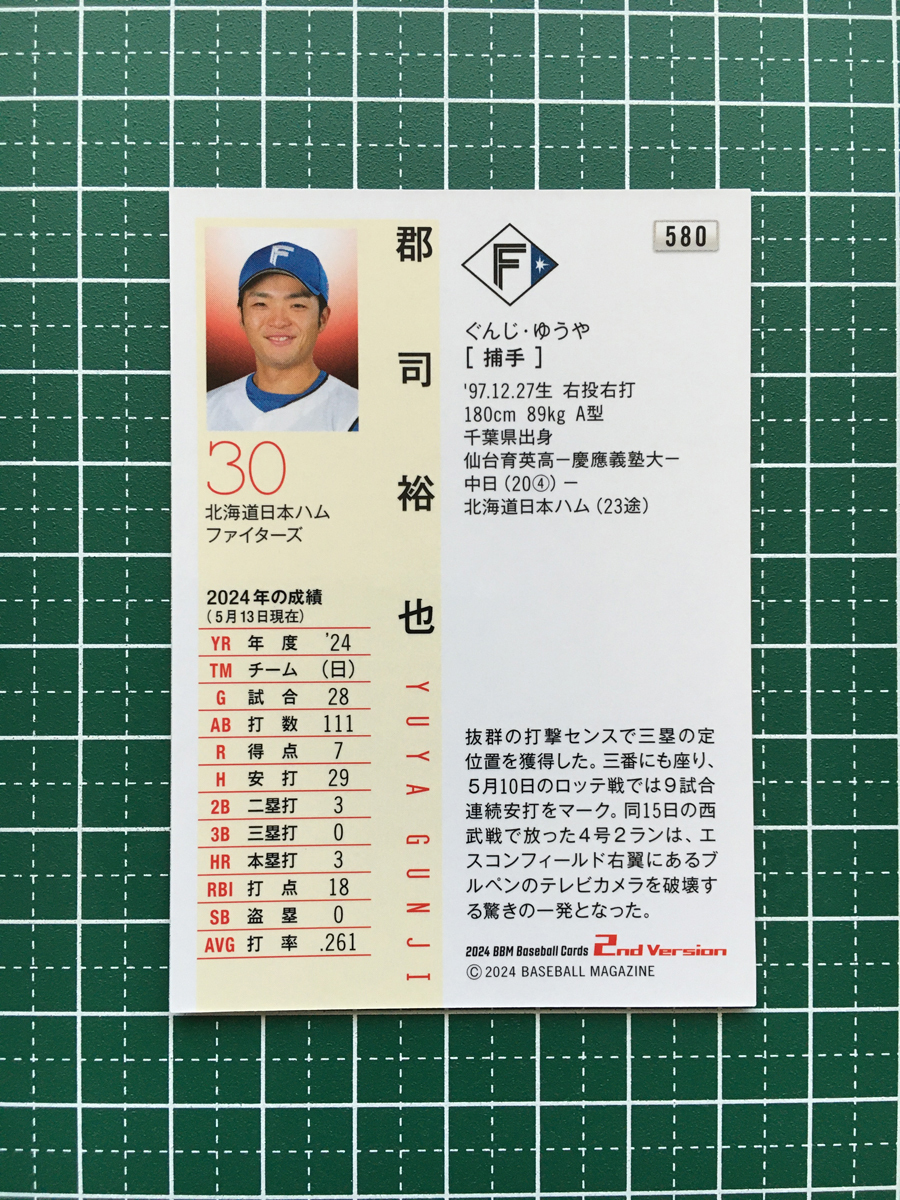 郡司裕也
YUYA GUNJI
F
30
北海道日本ハム
ファイターズ
2024年の成績
(5月13日現在)
YR 年度 '24
TM チーム (日)
G 試合 28
AB 打数 111
R 得点 7
H 安打 29
2B 二塁打 3
3B 三塁打 0
HR 本塁打 3
RBI 打点 18
SB 盗塁 0
AVG 打率 .261
F
580
ぐんじ・ゆうや
[捕手]
'97.12.27生 右投右打
180cm 89kg A型
千葉県出身
仙台育英高－慶應義塾大－
中日(20④)－
北海道日本ハム(23途)
抜群の打撃センスで三塁の定
位置を獲得した。三番にも座り、
5月10日のロッテ戦では9試合
連続安打をマーク。同15日の西
武戦で放った4号2ランは、エ
スコンフィールド右翼にあるブ
ルペンのテレビカメラを破壊す
る驚きの一発となった。
2024 BBM Baseball Cards 2nd Version
©2024 BASEBALL MAGAZINE